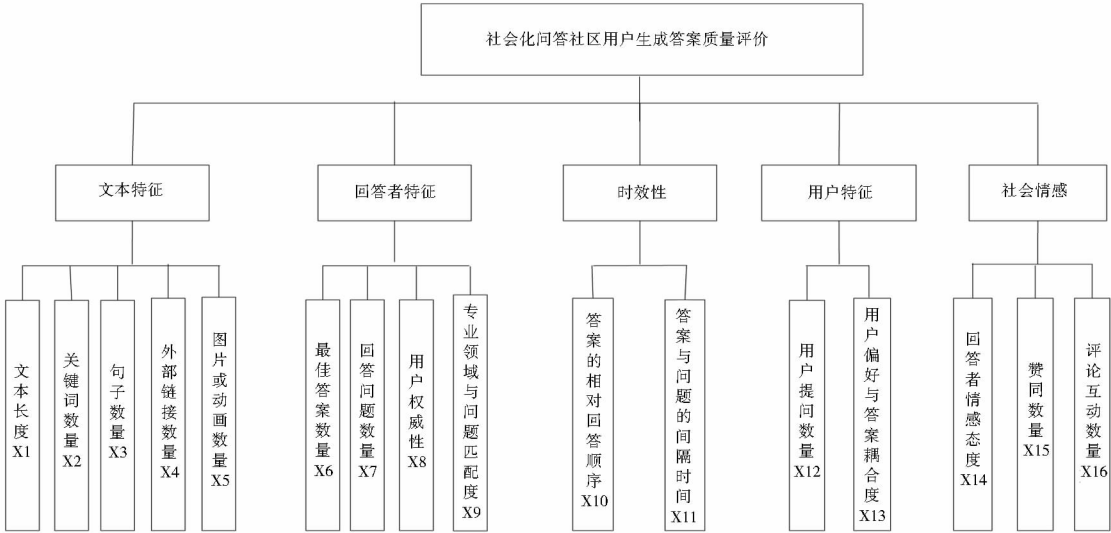 社会化问答社区用户生成答案质量评价
文本特征
回答者特征
时效性
用户特征
社会情感
文本长度X1
关键词数量X2
句子数量X3
外部链接数量X4
图片或动画数量X5
最佳答案数量X6
回答问题数量X7
用户权威性X8
专业领域与问题匹配度X9
答案的相对回答顺序X10
答案与问题的间隔时间X11
用户提问数量X12
用户偏好与答案耦合度X13
回答者情感态度X14
赞同数量X15
评论互动数量X16